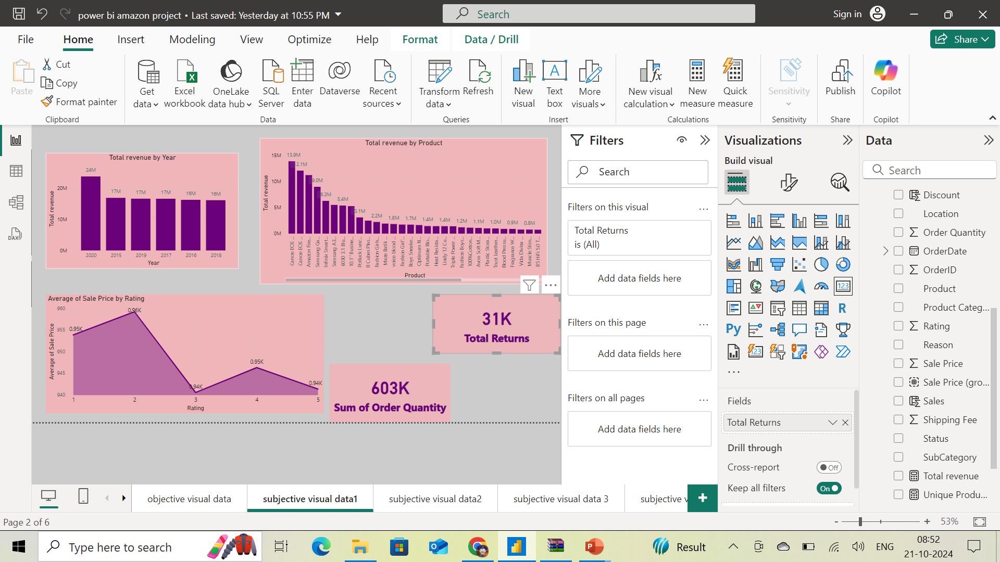 power bi amazon project • Last saved: Yesterday at 10:55 PM
Search
Sign in
File
Home
Insert
Modeling
View
Optimize
Help
Format
Data / Drill
Share
Paste
Cut
Copy
Format painter
Clipboard
Get data
Excel workbook
OneLake data hub
SQL Server
Enter data
Dataverse
Recent sources
Data
Transform data
Refresh
Queries
New visual
Text box
More visuals
Insert
New visual calculation
New measure
Quick measure
Calculations
Sensitivity
Sensitivity
Publish
Share
Copilot
Copilot
Total revenue by Year
24M
17M
17M
17M
16M
16M
20M
10M
0M
Total revenue
2020
2015
2019
2017
2016
2018
Year
Total revenue by Product
15M
10M
5M
0M
Total revenue
13.9M
2.1M
9.0M
6.3M
5.4M
3.1M
2.2M
1.8M
1.7M
1.4M
1.4M
1.2M
1.1M
1.0M
0.9M
0.8M
Canon EOS ...
Canon EOS ...
Amazon Fire...
Samsung Ga...
Infinix Smart...
Samsung A3...
6030 3.1 Blu...
10.1" Busine...
Potluck Lunc...
8 Cubes Plas...
Fashion Girls...
Maze Batik ...
voice blood ...
Fashion Girl'...
Boys Sneake...
Optimum N...
Portable Blo...
Heat Resista...
Lindy 12 Cu...
Triple Power ...
Fashion Boys...
100%Cotton...
Avon Soft M...
Plastic Stora...
Trust Leather...
Blood Pressu...
Fragrance W...
Vida Divina ...
Muscle Stim...
BS HiFi 5.0 T...
Product
Average of Sale Price by Rating
960
955
950
945
940
Average of Sale Price
0.95K
0.96K
0.94K
0.95K
0.94K
1
2
3
4
5
Rating
31K
Total Returns
603K
Sum of Order Quantity
Filters
Search
Filters on this visual
...
Total Returns
is (All)
Add data fields here
Filters on this page
...
Add data fields here
Filters on all pages
...
Add data fields here
Visualizations
Build visual
123
R
Py
123
...
Fields
Total Returns
Drill through
Cross-report
Off
Keep all filters
On
Data
Search
Discount
Location
Order Quantity
OrderDate
OrderID
Product
Product Categ...
Rating
Reason
Sale Price
Sale Price (gro...
Sales
Shipping Fee
Status
SubCategory
Total revenue
Unique Produ...
objective visual data
subjective visual data1
subjective visual data2
subjective visual data 3
subjective v
+
Page 2 of 6
- + 53%
Type here to search
Result
ENG
08:52
21-10-2024